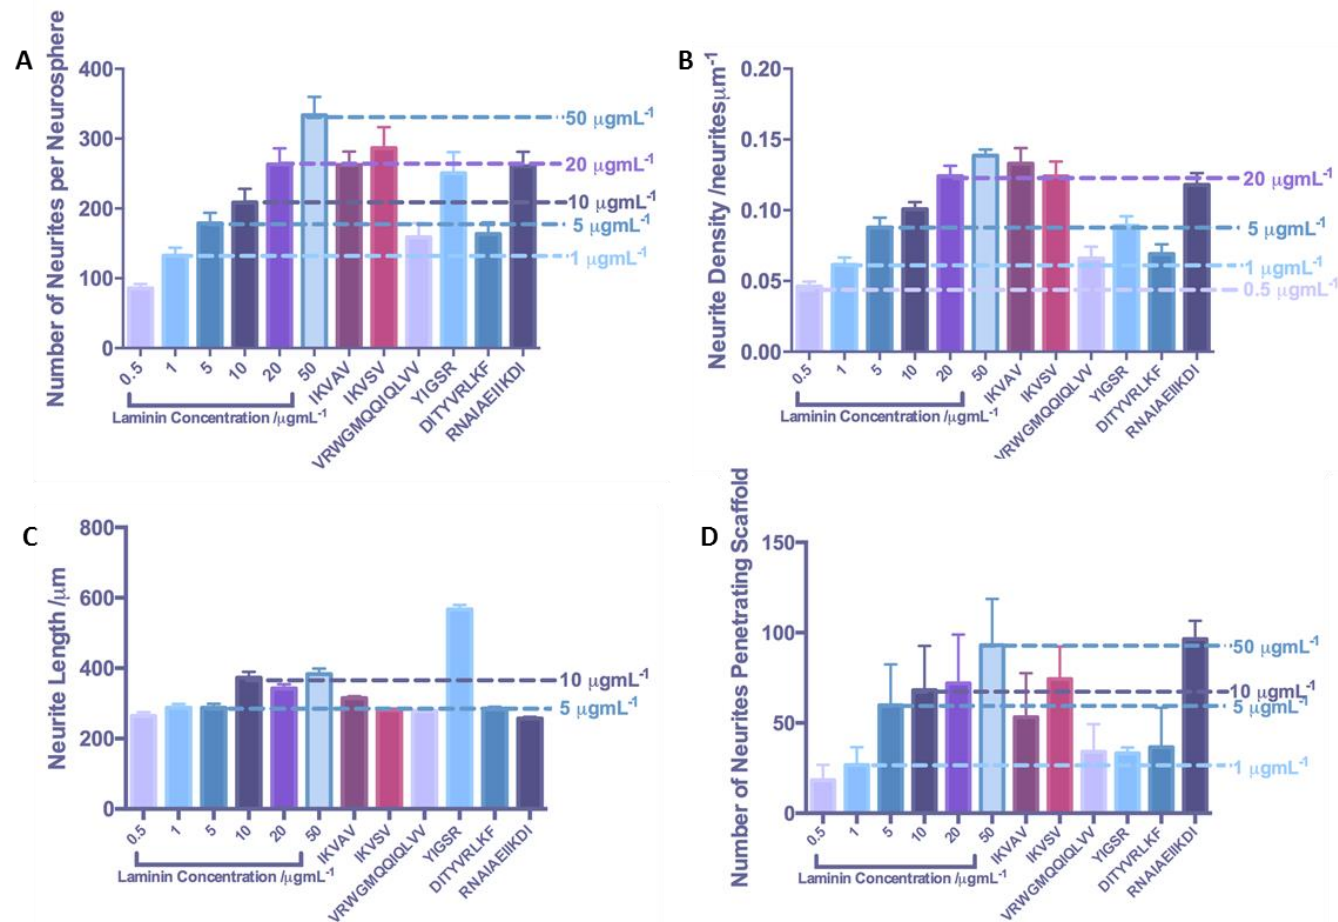 A
Number of Neurites per Neurosphere
400
300
200
100
0
50 μgmL-1
20 μgmL-1
10 μgmL-1
5 μgmL-1
1 μgmL-1
0.5
1
5
10
20
50
IKVAV
IKVSV
VRWGMQQIQLVV
YIGSR
DITYVRLKF
RNAIAEIIKDI
Laminin Concentration /μgmL-1
B
Neurite Density /neuritesμm-1
0.20
0.15
0.10
0.05
0.00
20 μgmL-1
5 μgmL-1
1 μgmL-1
0.5 μgmL-1
0.5
1
5
10
20
50
IKVAV
IKVSV
VRWGMQQIQLVV
YIGSR
DITYVRLKF
RNAIAEIIKDI
Laminin Concentration /μgmL-1
C
Neurite Length /μm
800
600
400
200
0
10 μgmL-1
5 μgmL-1
0.5
1
5
10
20
50
IKVAV
IKVSV
VRWGMQQIQLVV
YIGSR
DITYVRLKF
RNAIAEIIKDI
Laminin Concentration /μgmL-1
D
Number of Neurites Penetrating Scaffold
150
100
50
0
50 μgmL-1
10 μgmL-1
5 μgmL-1
1 μgmL-1
0.5
1
5
10
20
50
IKVAV
IKVSV
VRWGMQQIQLVV
YIGSR
DITYVRLKF
RNAIAEIIKDI
Laminin Concentration /μgmL-1